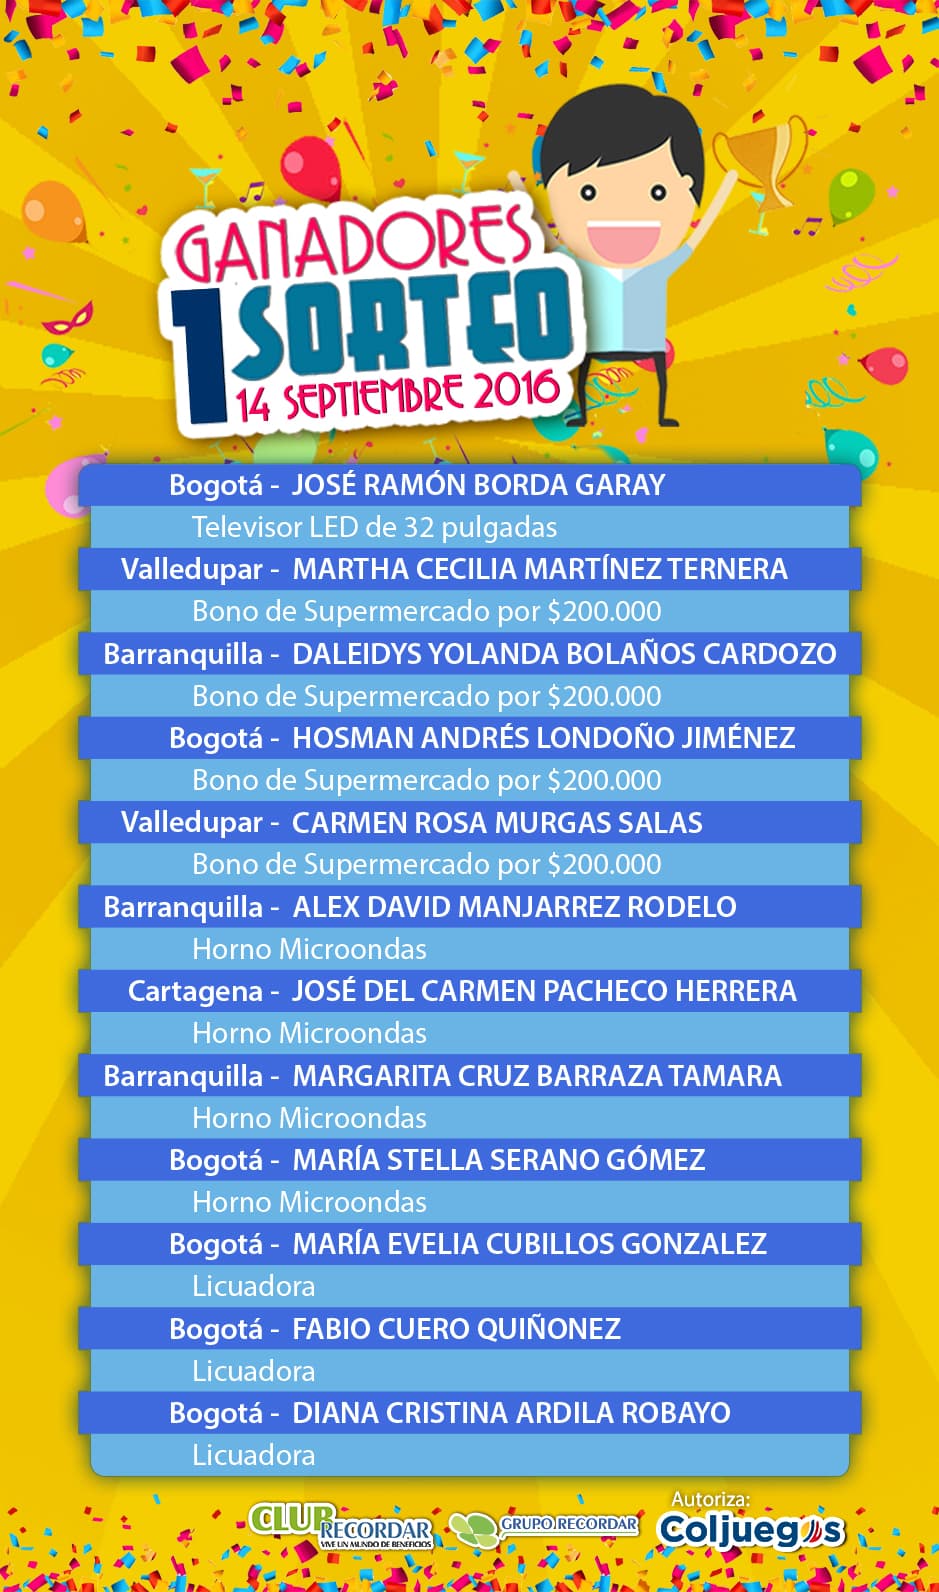 GANADORES
1 SORTEO
14 SEPTIEMBRE 2016
Bogotá - JOSÉ RAMÓN BORDA GARAY
Televisor LED de 32 pulgadas
Valledupar - MARTHA CECILIA MARTÍNEZ TERNERA
Bono de Supermercado por $200.000
Barranquilla - DALEIDYS YOLANDA BOLAÑOS CARDOZO
Bono de Supermercado por $200.000
Bogotá - HOSMAN ANDRÉS LONDOÑO JIMÉNEZ
Bono de Supermercado por $200.000
Valledupar - CARMEN ROSA MURGAS SALAS
Bono de Supermercado por $200.000
Barranquilla - ALEX DAVID MANJARREZ RODELO
Horno Microondas
Cartagena - JOSÉ DEL CARMEN PACHECO HERRERA
Horno Microondas
Barranquilla - MARGARITA CRUZ BARRAZA TAMARA
Horno Microondas
Bogotá - MARÍA STELLA SERANO GÓMEZ
Horno Microondas
Bogotá - MARÍA EVELIA CUBILLOS GONZALEZ
Licuadora
Bogotá - FABIO CUERO QUIÑONEZ
Licuadora
Bogotá - DIANA CRISTINA ARDILA ROBAYO
Licuadora
CLUB
RECORDAR
VIVE UN MUNDO DE BENEFICIOS
GRUPO RECORDAR
Autoriza:
Coljuegos